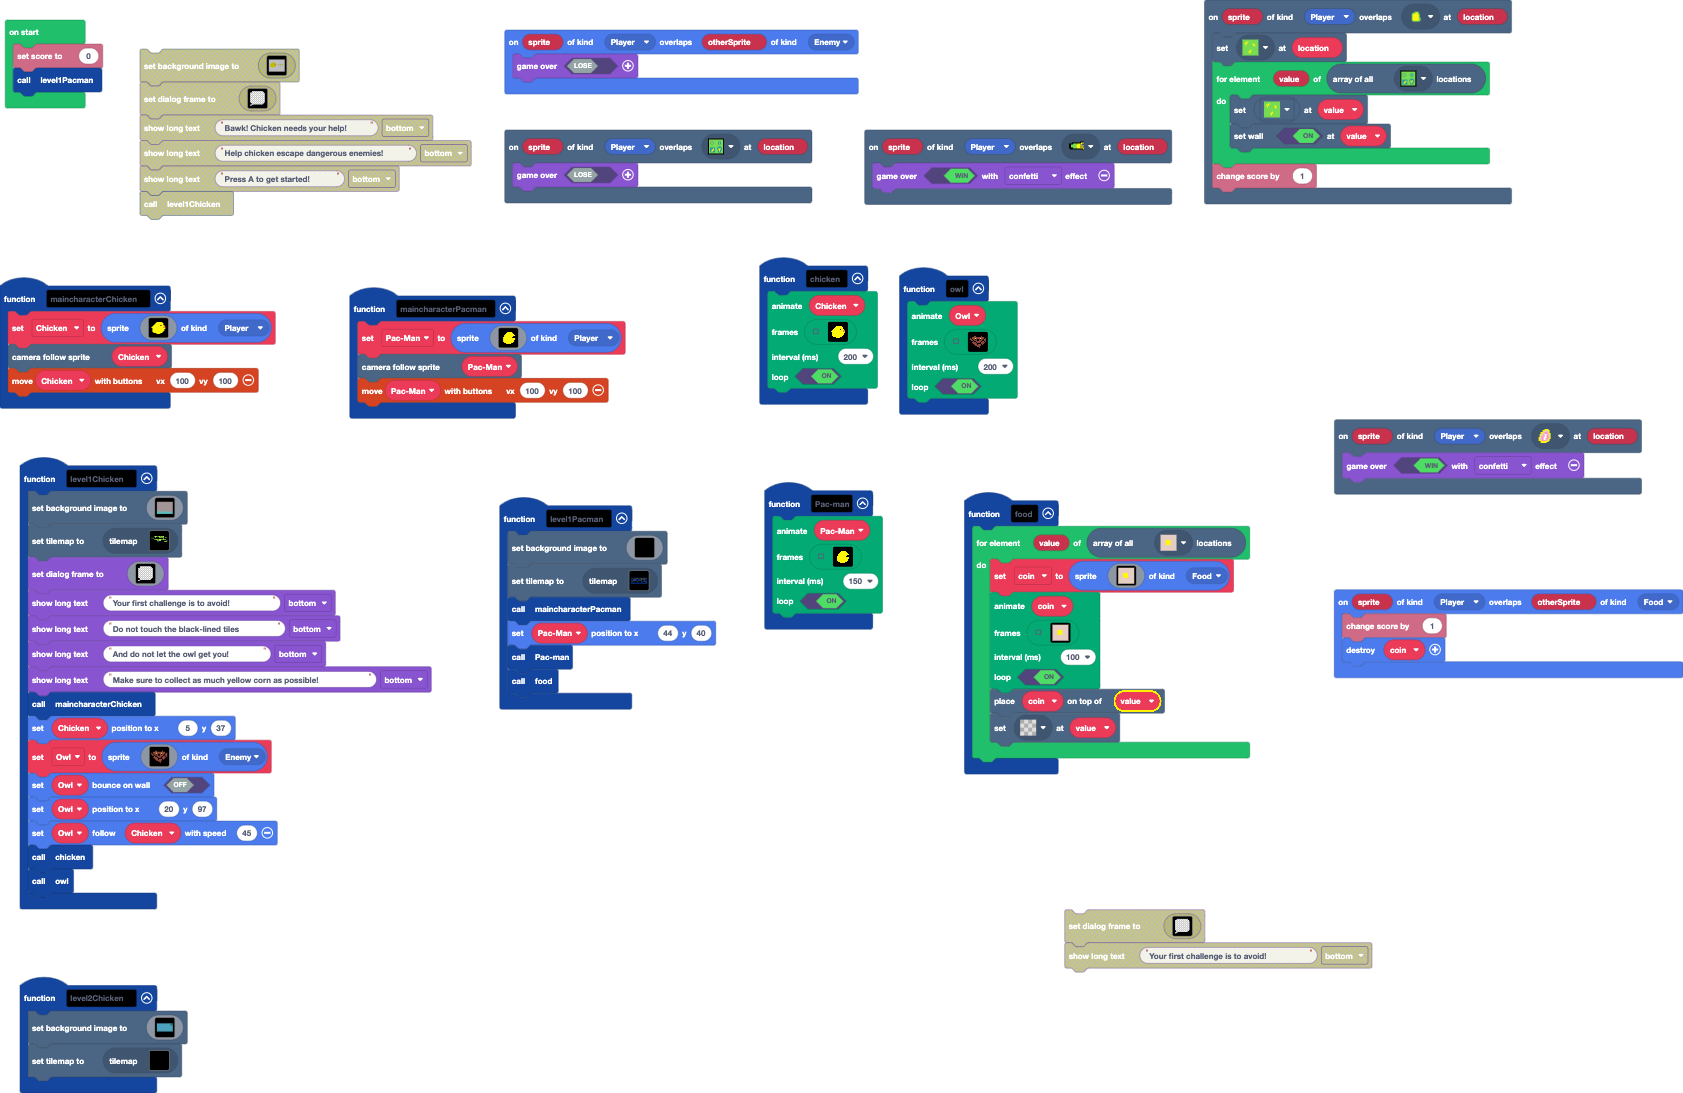 on start
set score to 0
call level1Pacman
set background image to
set dialog frame to
show long text "Bawk! Chicken needs your help!" bottom
show long text "Help chicken escape dangerous enemies!" bottom
show long text "Press A to get started!" bottom
call level1Chicken
on sprite of kind Player overlaps otherSprite of kind Enemy
game over LOSE
on sprite of kind Player overlaps at location
game over LOSE
on sprite of kind Player overlaps at location
game over WIN with confetti effect
on sprite of kind Player overlaps at location
set at location
for element value of array of all locations
do
set at value
set wall ON at value
change score by 1
function maincharacterChicken
set Chicken to sprite of kind Player
camera follow sprite Chicken
move Chicken with buttons vx 100 vy 100
function maincharacterPacman
set Pac-Man to sprite of kind Player
camera follow sprite Pac-Man
move Pac-Man with buttons vx 100 vy 100
function chicken
animate Chicken
frames
interval (ms) 200
loop ON
function owl
animate Owl
frames
interval (ms) 200
loop ON
on sprite of kind Player overlaps at location
game over WIN with confetti effect
function level1Chicken
set background image to
set tilemap to tilemap
set dialog frame to
show long text "Your first challenge is to avoid!" bottom
show long text "Do not touch the black-lined tiles" bottom
show long text "And do not let the owl get you!" bottom
show long text "Make sure to collect as much yellow corn as possible!" bottom
call maincharacterChicken
set Chicken position to x 5 y 37
set Owl to sprite of kind Enemy
set Owl bounce on wall OFF
set Owl position to x 20 y 97
set Owl follow Chicken with speed 45
call chicken
call owl
function level1Pacman
set background image to
set tilemap to tilemap
call maincharacterPacman
set Pac-Man position to x 44 y 40
call Pac-man
call food
function Pac-man
animate Pac-Man
frames
interval (ms) 150
loop ON
function food
for element value of array of all locations
do
set coin to sprite of kind Food
animate coin
frames
interval (ms) 100
loop ON
place coin on top of value
set at value
on sprite of kind Player overlaps otherSprite of kind Food
change score by 1
destroy coin
set dialog frame to
show long text "Your first challenge is to avoid!" bottom
function level2Chicken
set background image to
set tilemap to tilemap